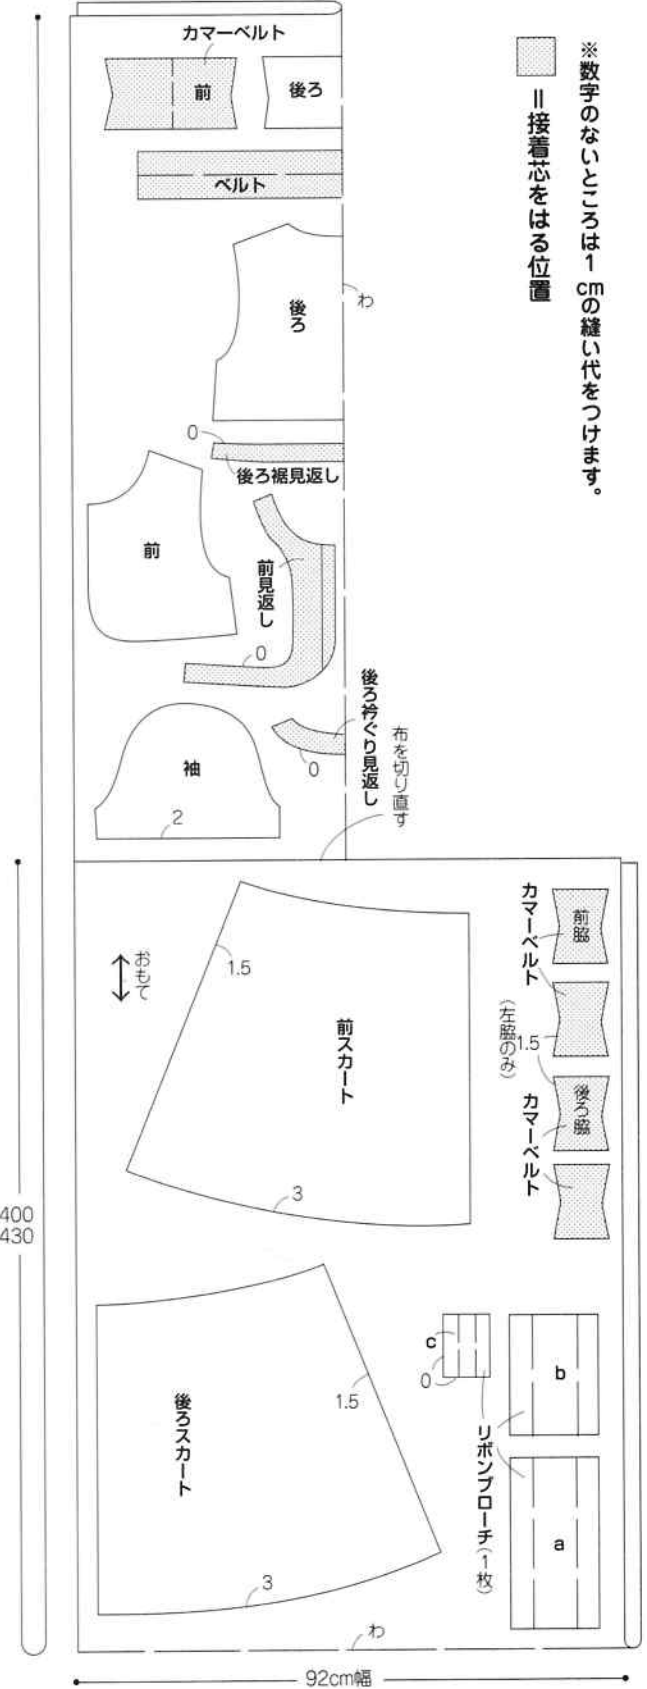 ※数字のないところは1cmの縫い代をつけます。
=接着芯をはる位置
カマーベルト
前
後ろ
ベルト
後ろ
わ
0
後ろ裾見返し
前
前見返し
0
後ろ衿ぐり見返し
0
布を切り直す
袖
2
カマーベルト
前脇
おもて
1.5
前スカート
(左脇のみ)
1.5
後ろ脇
カマーベルト
3
400
430
c
0
b
1.5
後ろスカート
リボンブローチ(1枚)
a
3
わ
92cm幅